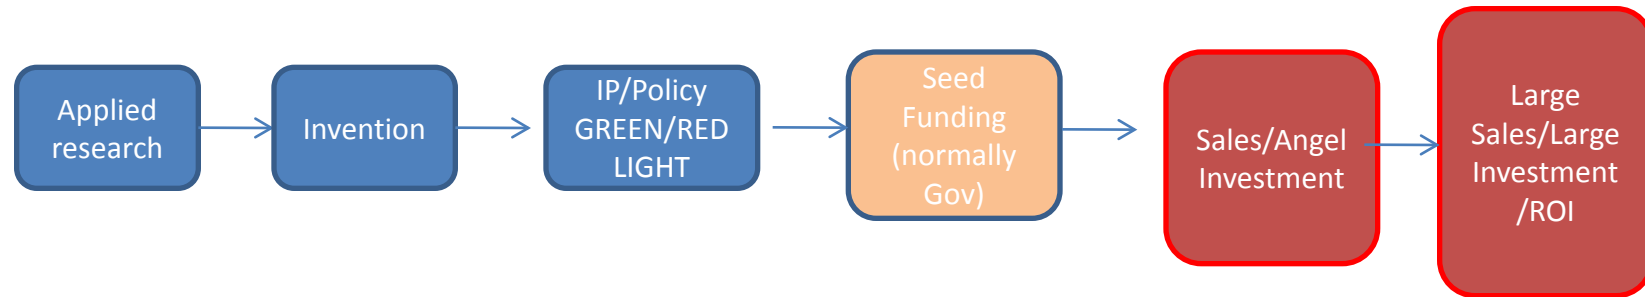 Applied
research
Invention
IP/Policy
GREEN/RED
LIGHT
Seed
Funding
(normally
Gov)
Sales/Angel
Investment
Large
Sales/Large
Investment
/ROI